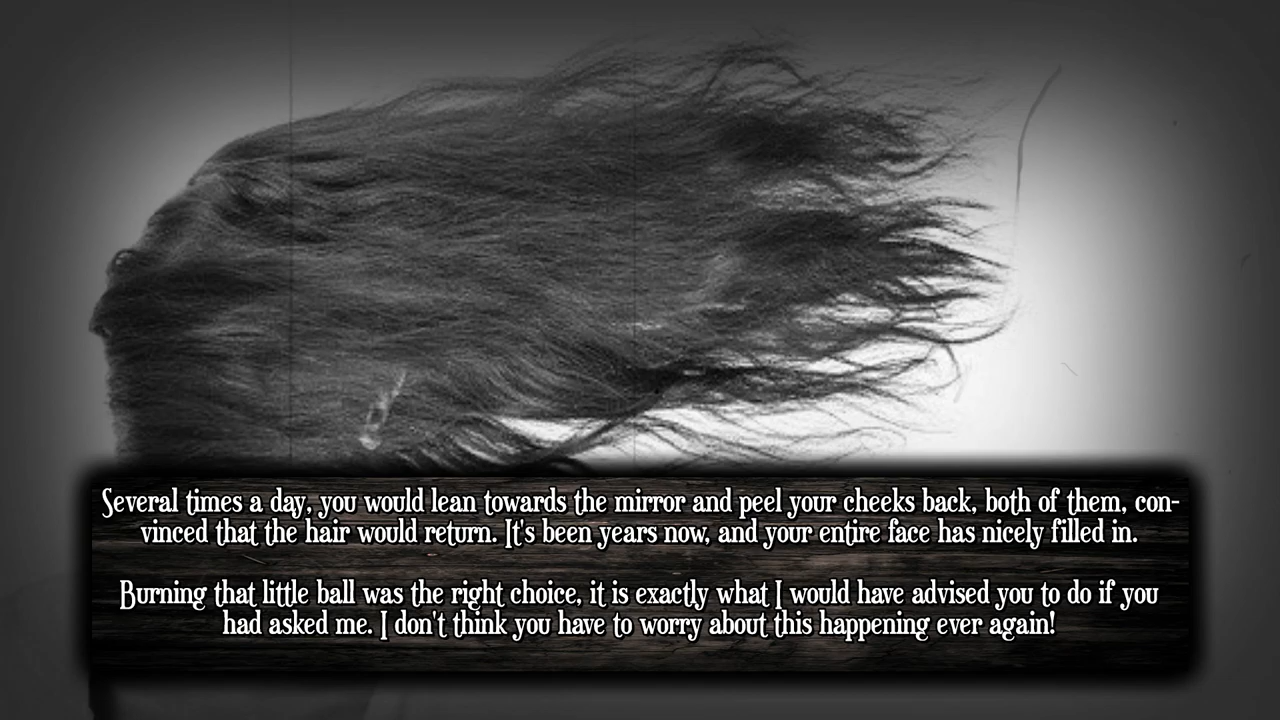 Several times a day, you would lean towards the mirror and peel your cheeks back, both of them, con-
vinced that the hair would return. It's been years now, and your entire face has nicely filled in.
Burning that little ball was the right choice, it is exactly what I would have advised you to do if you
had asked me. I don't think you have to worry about this happening ever again!